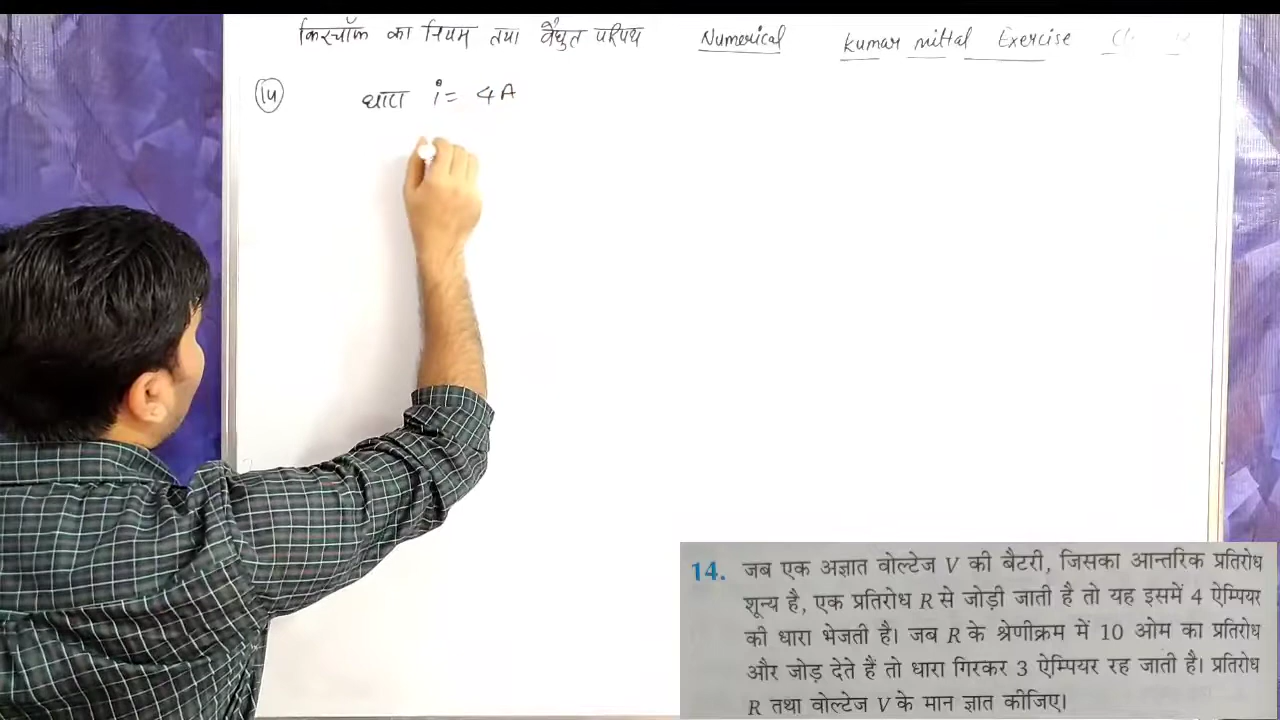 किरचॉफ का नियम तथा वैद्युत परिपथ Numerical Kumar mittal Exercise
(14) धारा i = 4A
14. जब एक अज्ञात वोल्टेज V की बैटरी, जिसका आन्तरिक प्रतिरोध
शून्य है, एक प्रतिरोध R से जोड़ी जाती है तो यह इसमें 4 ऐम्पियर
की धारा भेजती है। जब R के श्रेणीक्रम में 10 ओम का प्रतिरोध
और जोड़ देते हैं तो धारा गिरकर 3 ऐम्पियर रह जाती है। प्रतिरोध
R तथा वोल्टेज V के मान ज्ञात कीजिए।